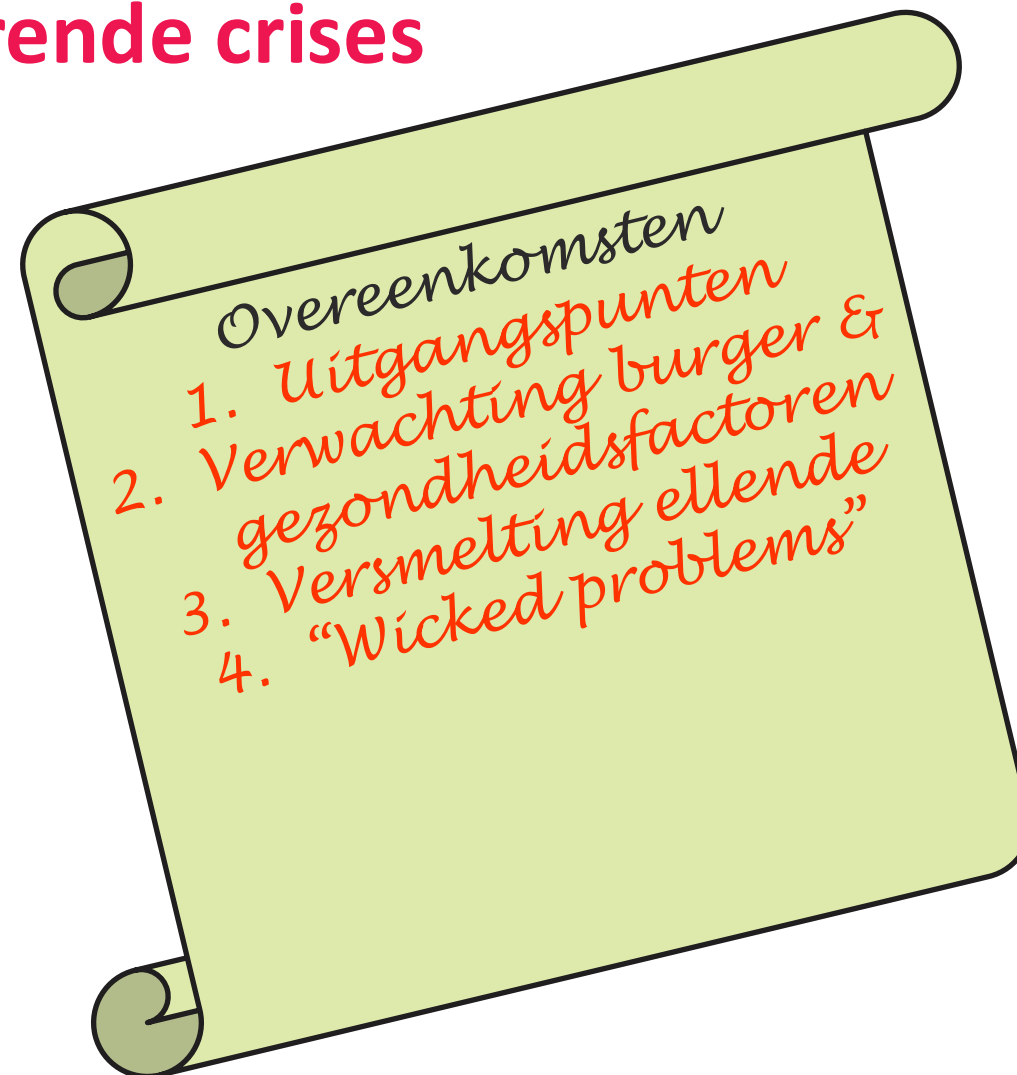 rende crises
Overeenkomsten
1. Uitgangspunten
2. Verwachting burger &
gezondheidsfactoren
3. Versmelting ellende
4. “Wicked problems”